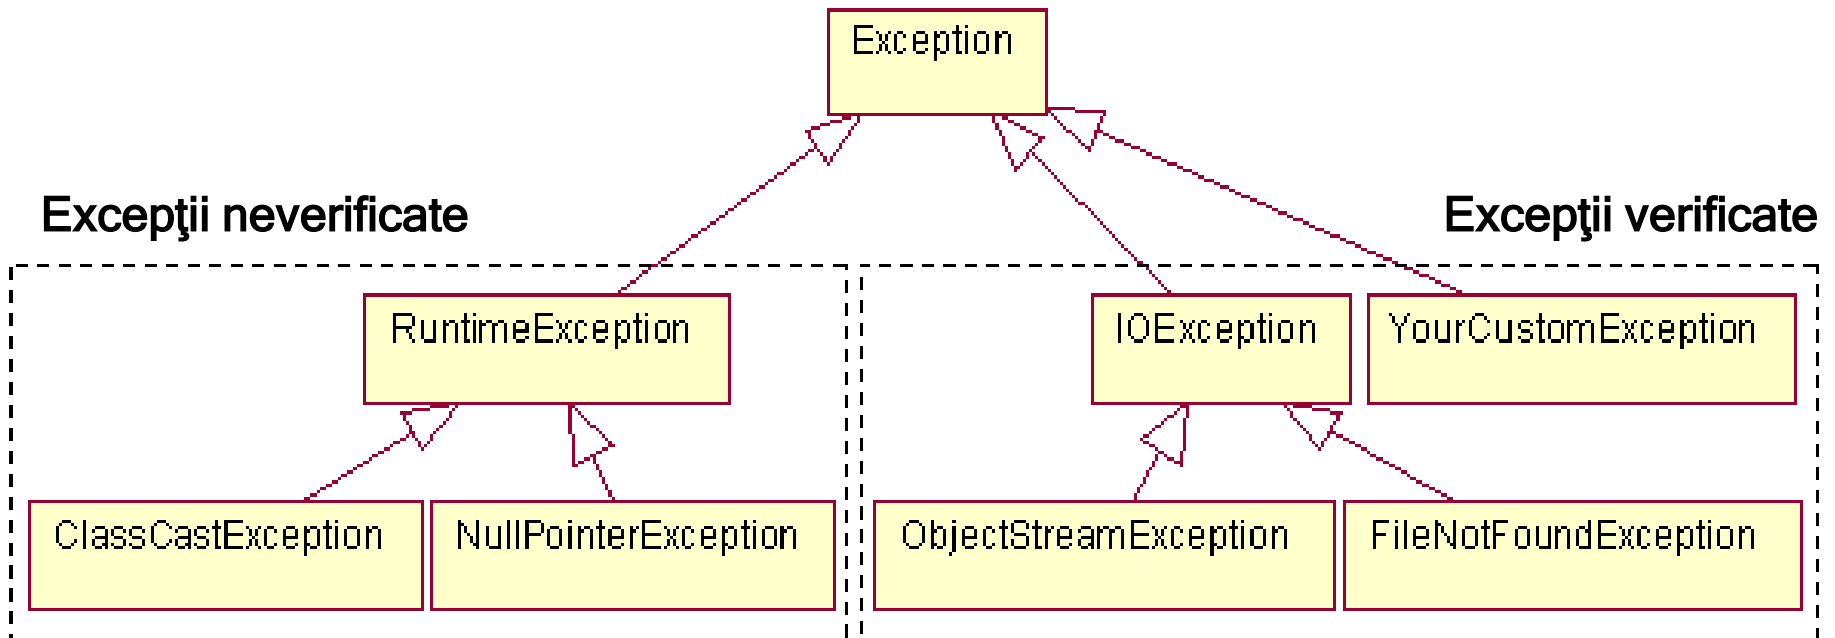 Exception
Excepţii neverificate
Excepţii verificate
RuntimeException
IOException
YourCustomException
ClassCastException
NullPointerException
ObjectStreamException
FileNotFoundException